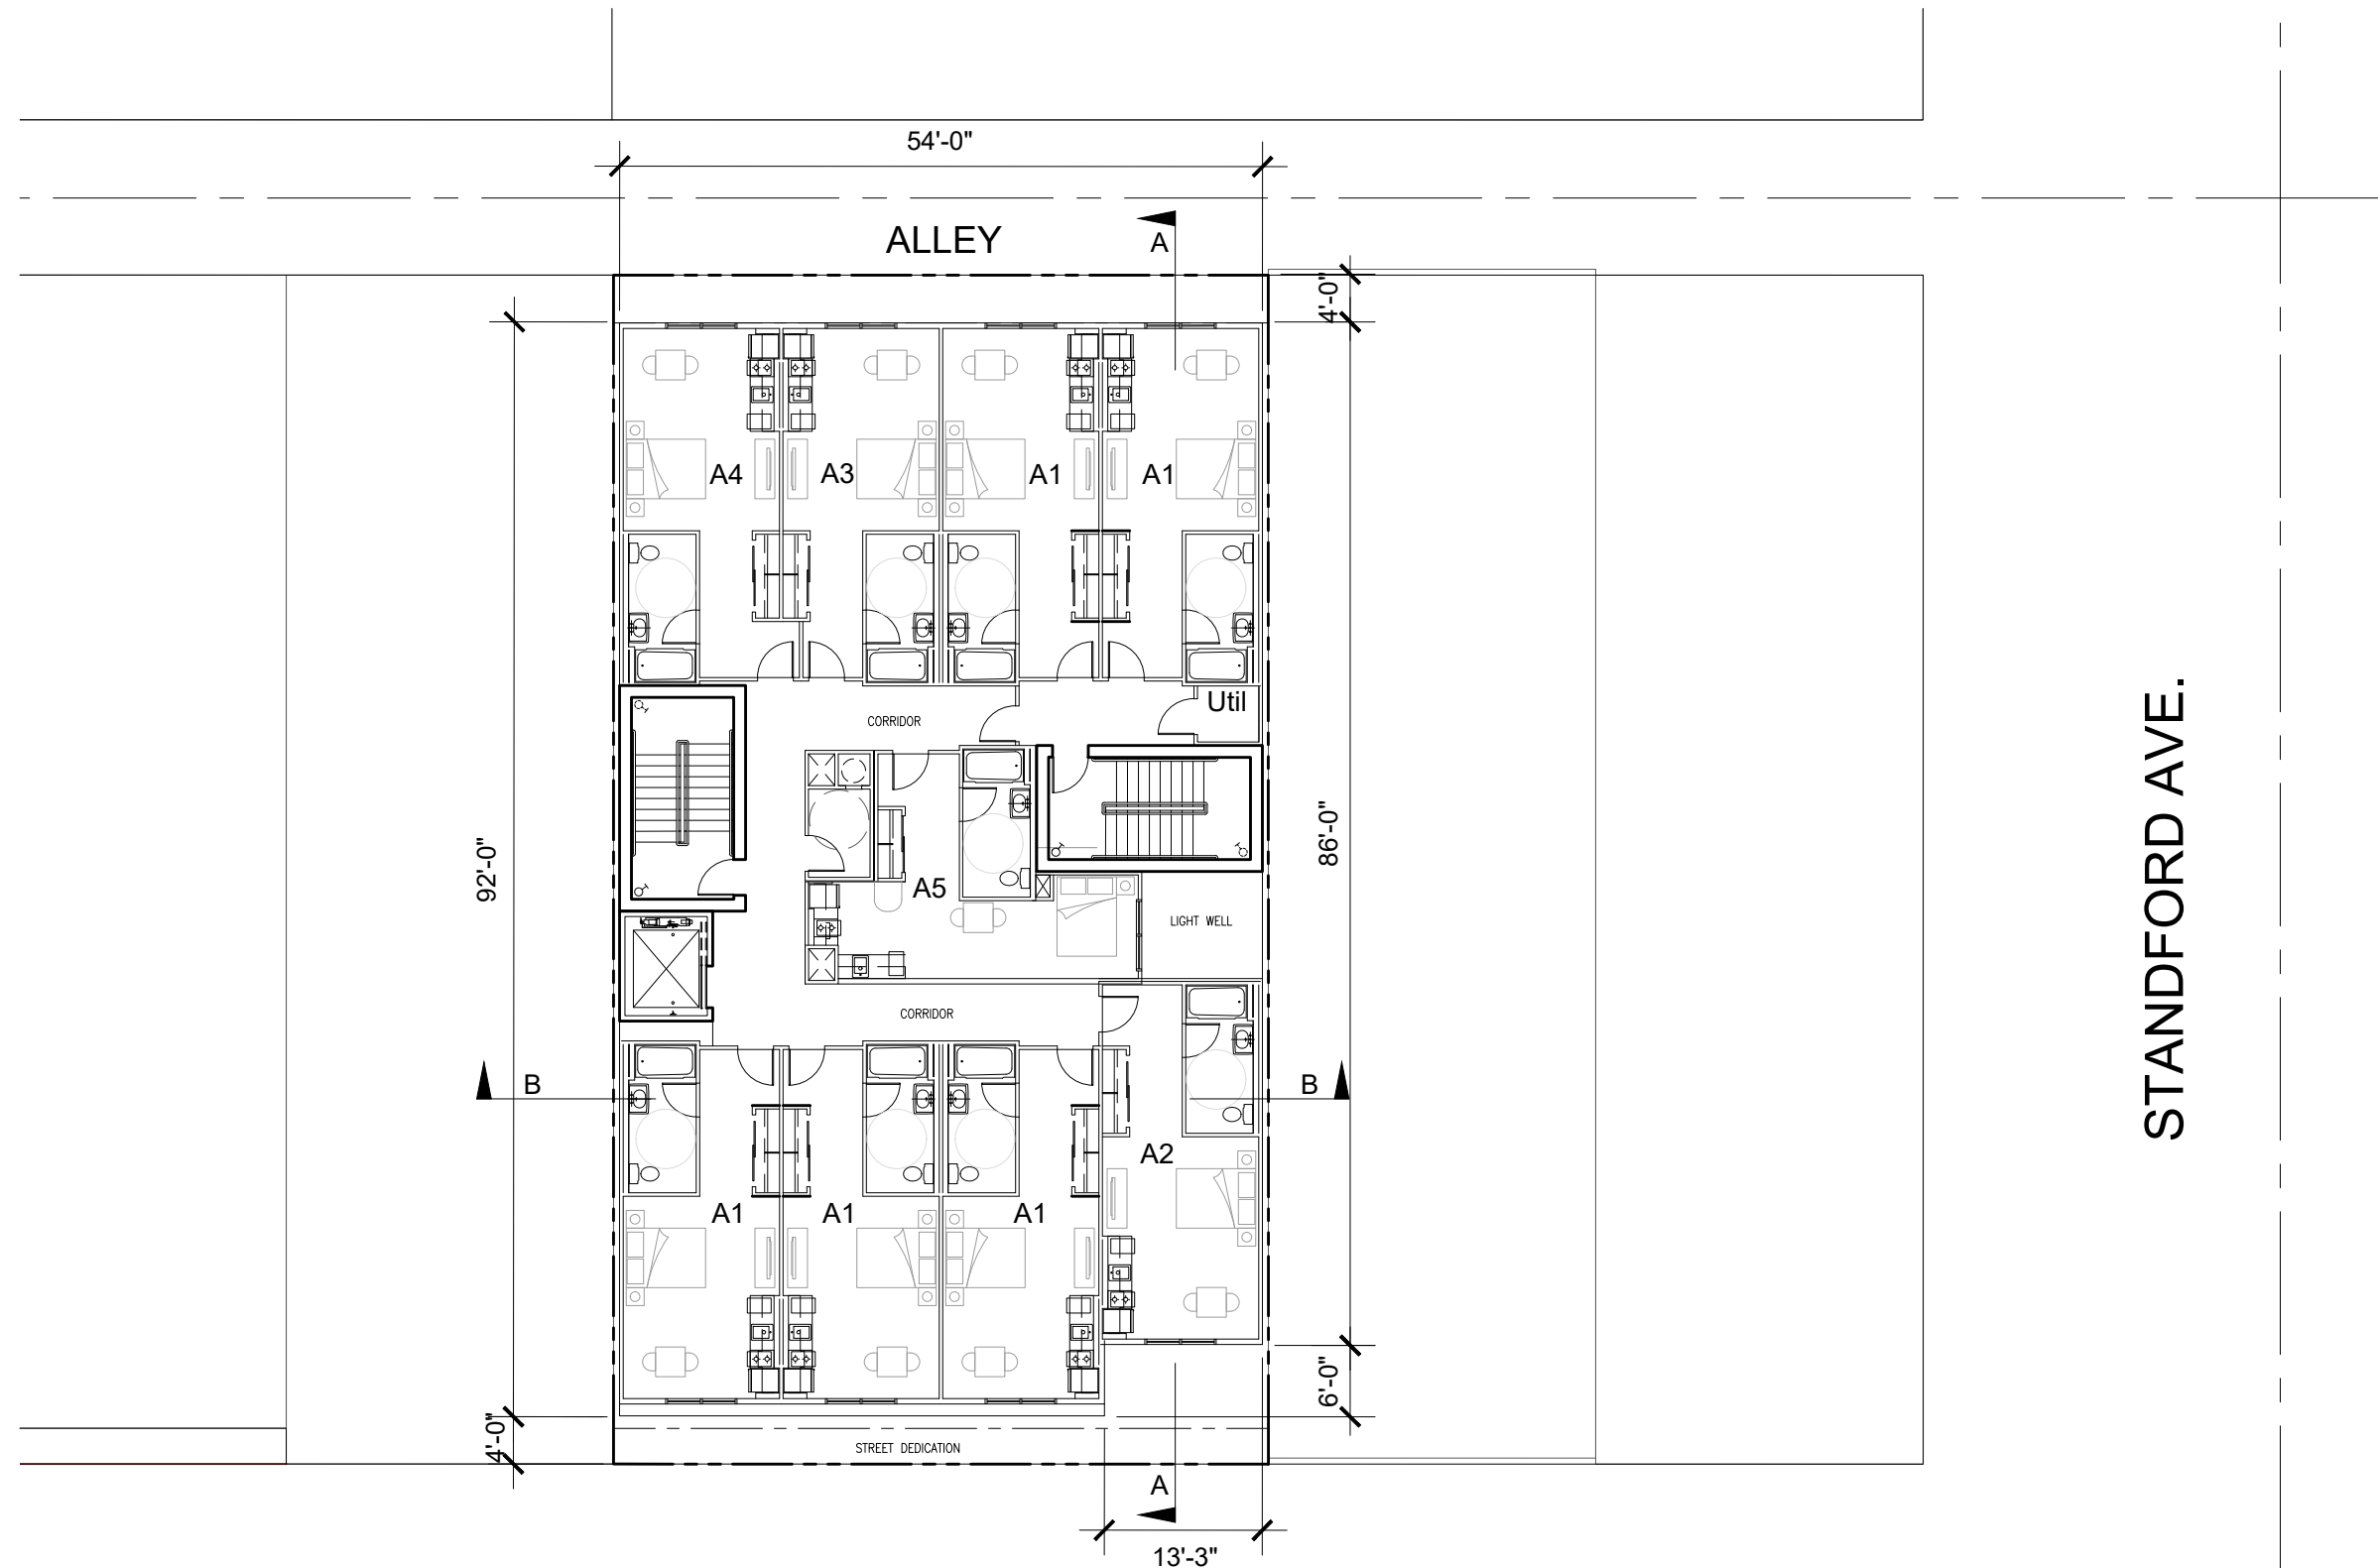 54'-0"
ALLEY
A
4'-0"
A4
A3
A1
A1
Util
CORRIDOR
STANDFORD AVE.
92'-0"
86'-0"
A5
LIGHT WELL
CORRIDOR
B
B
A2
A1
A1
A1
6'-0"
4'-0"
STREET DEDICATION
A
13'-3"